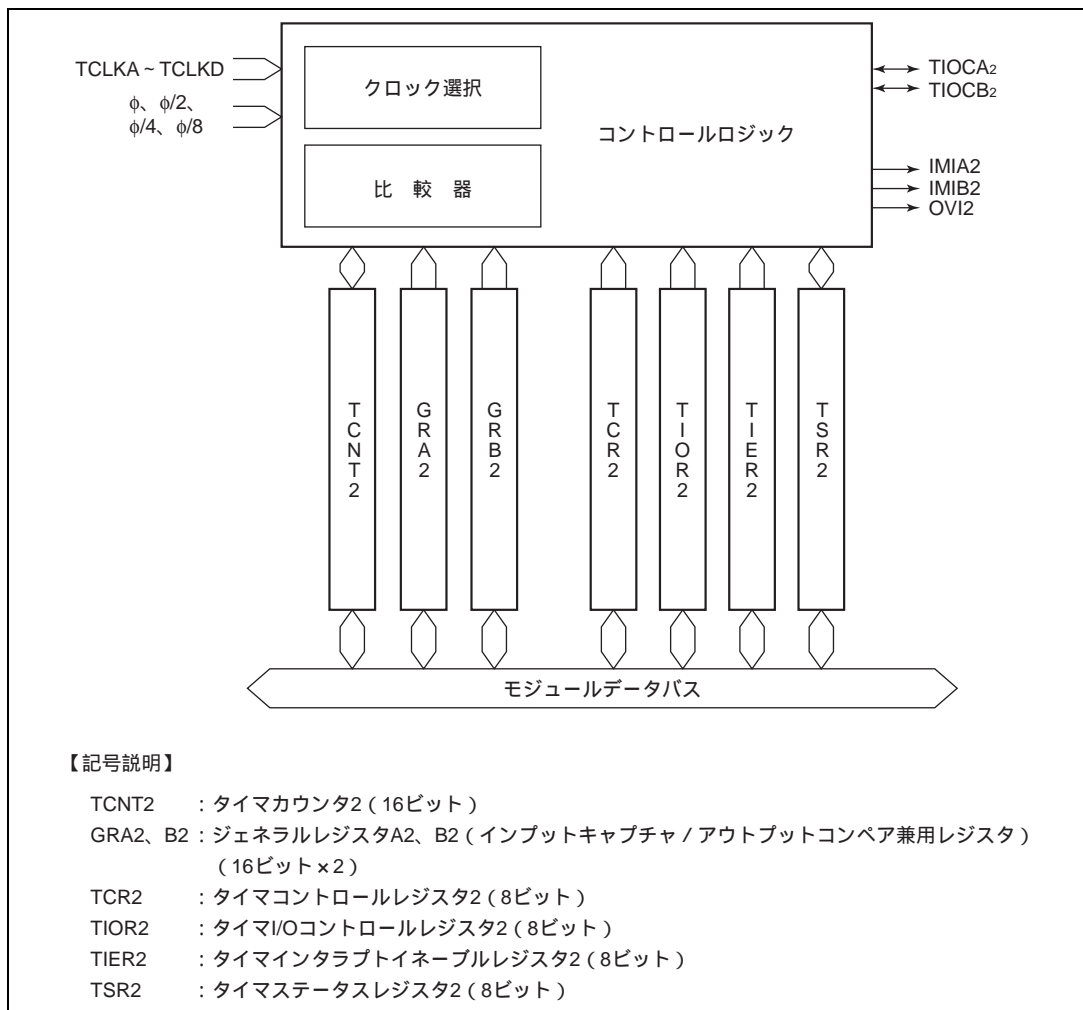 TCLKA ~ TCLKD
φ、φ/2、
φ/4、φ/8
クロック選択
比 較 器
コントロールロジック
TIOCA2
TIOCB2
IMIA2
IMIB2
OVI2
TCNT2
GRA2
GRB2
TCR2
TIOR2
TIER2
TSR2
モジュールデータバス
【記号説明】
TCNT2 : タイマカウンタ2(16ビット)
GRA2、B2 : ジェネラルレジスタA2、B2(インプットキャプチャ / アウトプットコンペア兼用レジスタ)
(16ビット×2)
TCR2 : タイマコントロールレジスタ2(8ビット)
TIOR2 : タイマI/Oコントロールレジスタ2(8ビット)
TIER2 : タイマインタラプトイネーブルレジスタ2(8ビット)
TSR2 : タイマステータスレジスタ2(8ビット)